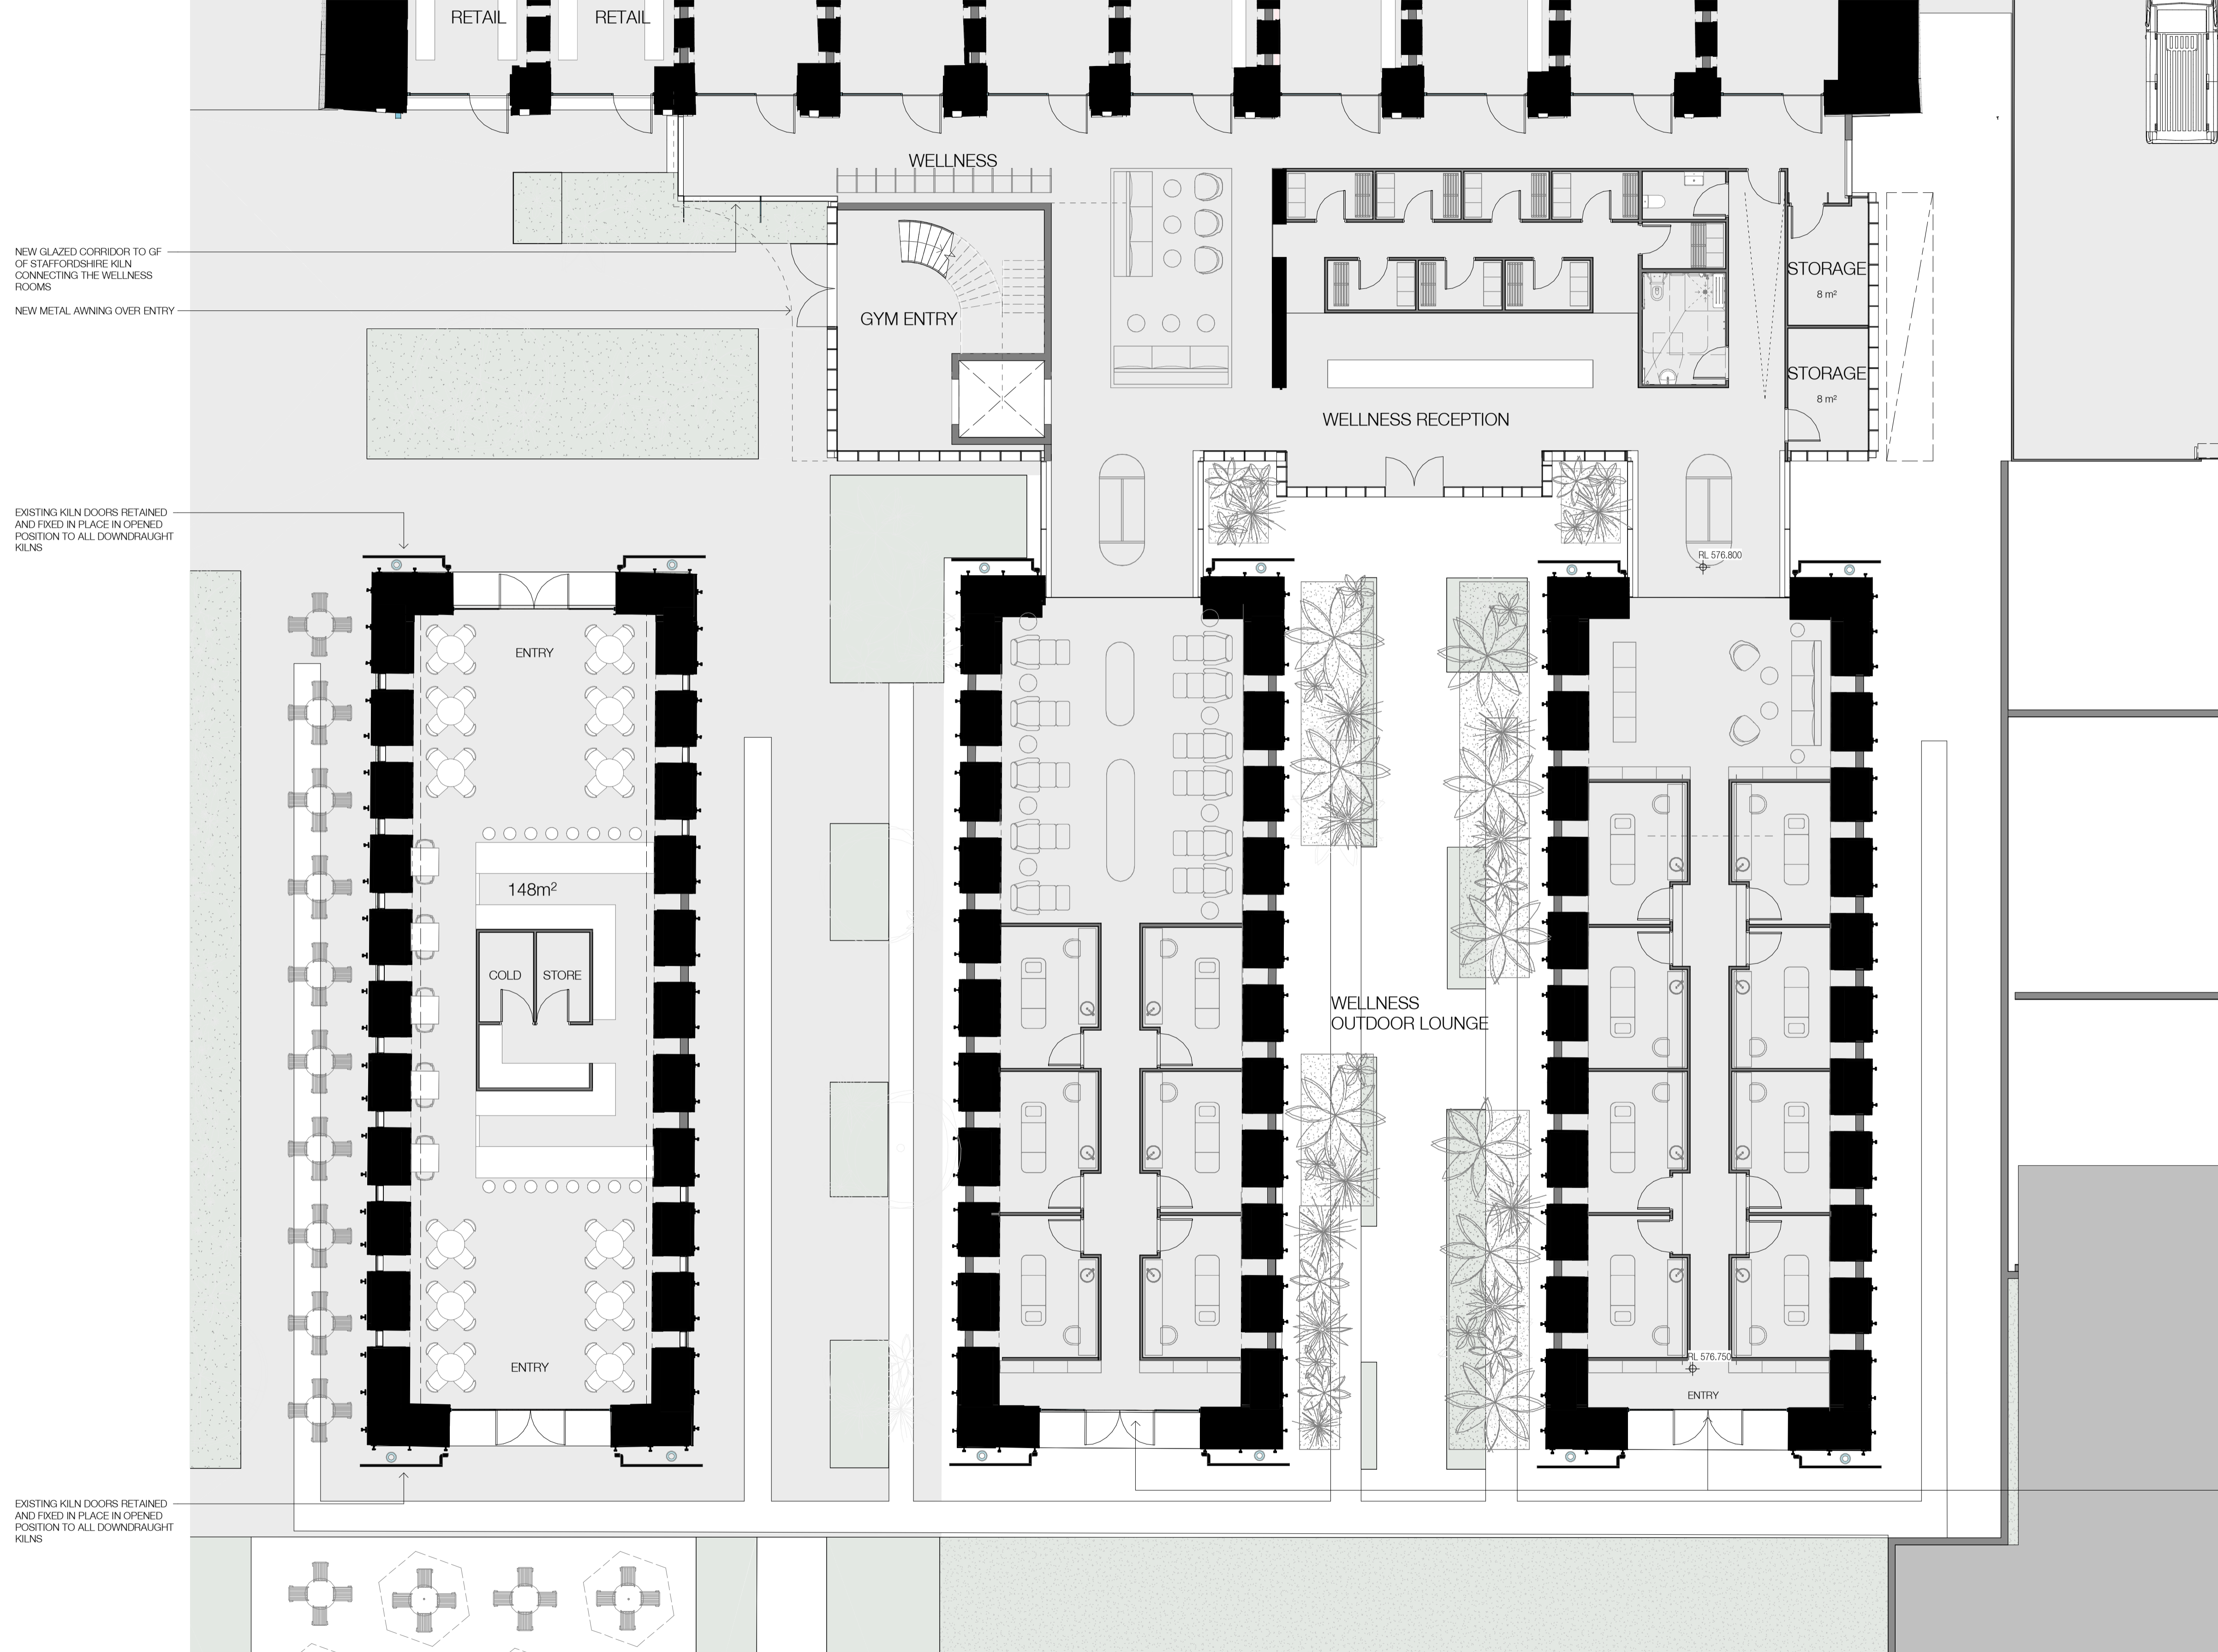 RETAIL
RETAIL
WELLNESS
NEW GLAZED CORRIDOR TO GF
OF STAFFORDSHIRE KILN
CONNECTING THE WELLNESS
ROOMS
NEW METAL AWNING OVER ENTRY
GYM ENTRY
STORAGE
8 m²
STORAGE
8 m²
WELLNESS RECEPTION
EXISTING KILN DOORS RETAINED
AND FIXED IN PLACE IN OPENED
POSITION TO ALL DOWNDRAUGHT
KILNS
RL 576.800
ENTRY
148m²
COLD
STORE
WELLNESS
OUTDOOR LOUNGE
ENTRY
RL 576.750
ENTRY
EXISTING KILN DOORS RETAINED
AND FIXED IN PLACE IN OPENED
POSITION TO ALL DOWNDRAUGHT
KILNS